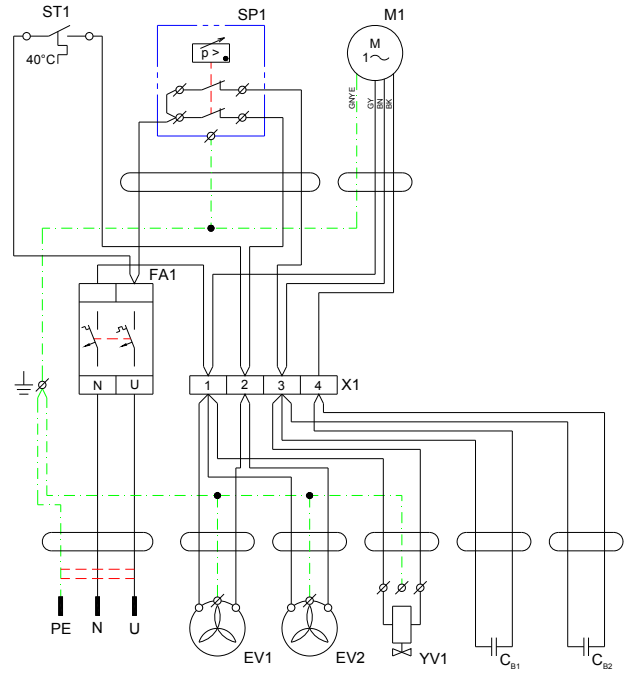 ST1
SP1
M1
40°C
p >
M
1~
GNYE
GY
BN
BK
FA1
N U
1 2 3 4 X1
PE N U
EV1 EV2 YV1 CB1 CB2